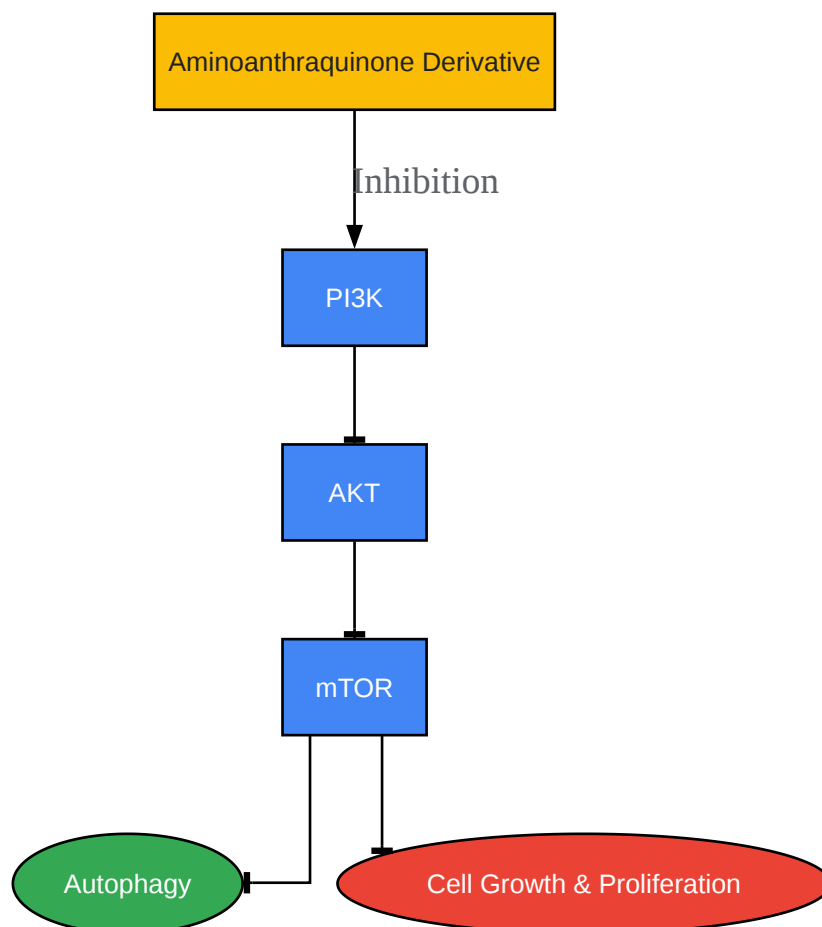 Aminoanthraquinone Derivative
Inhibition
PI3K
AKT
mTOR
Autophagy
Cell Growth & Proliferation